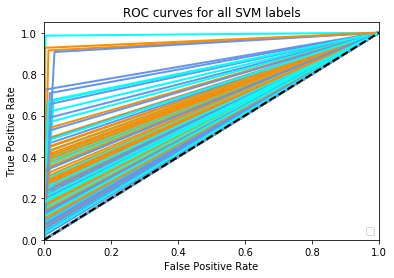 ROC curves for all SVM labels
1.0
0.8
0.6
0.4
0.2
0.0
True Positive Rate
0.0 0.2 0.4 0.6 0.8 1.0
False Positive Rate